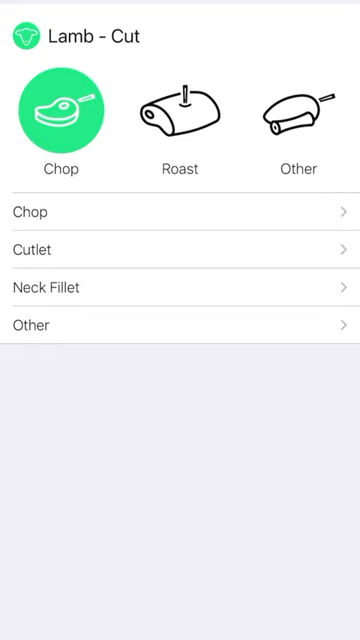 Lamb - Cut
Chop Roast Other
Chop
Cutlet
Neck Fillet
Other